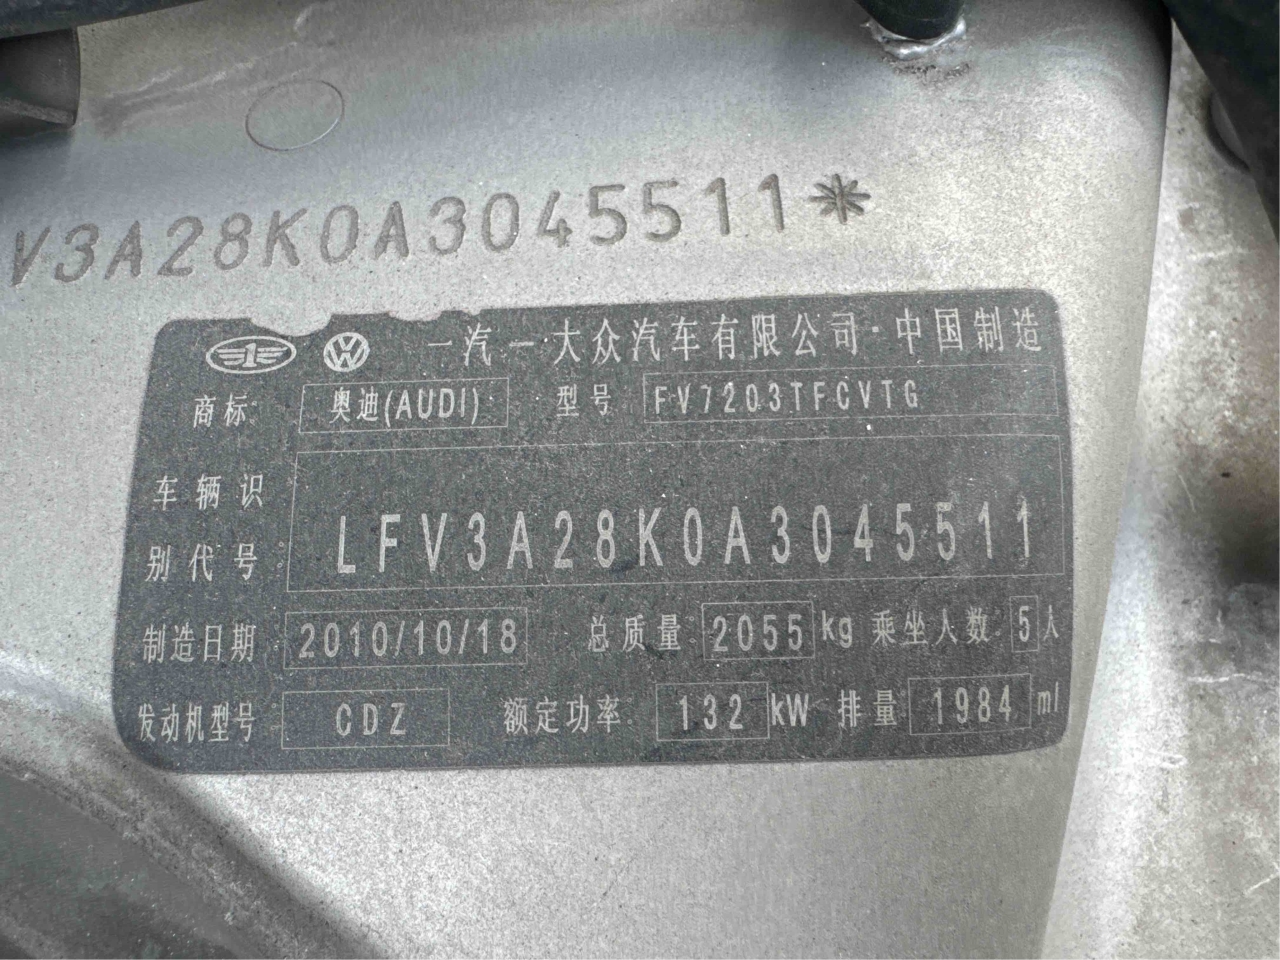 V3A28K0A3045511*
一汽-大众汽车有限公司·中国制造
商标: 奥迪(AUDI) 型号 FV7203TFCVTG
车辆识别代号: LFV3A28K0A3045511
制造日期 2010/10/18 总质量: 2055 kg 乘坐人数: 5 人
发动机型号: CDZ 额定功率: 132 kW 排量: 1984 ml